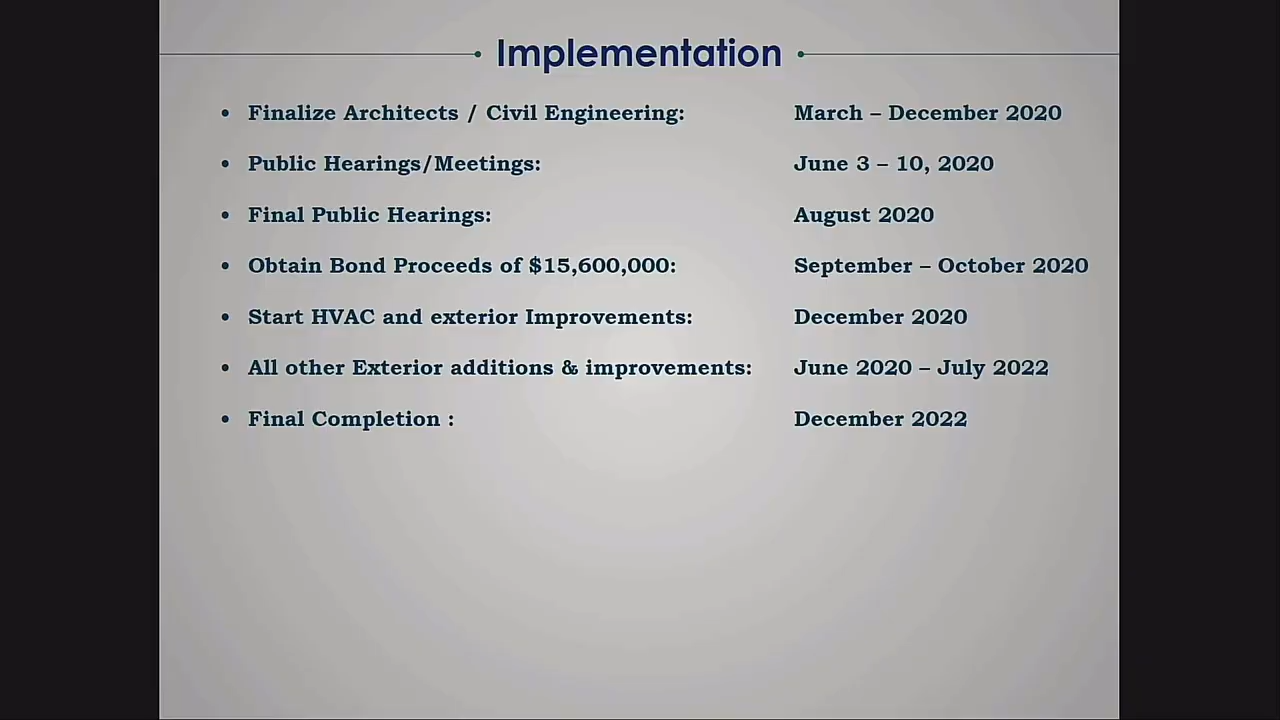 Implementation
• Finalize Architects / Civil Engineering: March – December 2020
• Public Hearings/Meetings: June 3 – 10, 2020
• Final Public Hearings: August 2020
• Obtain Bond Proceeds of $15,600,000: September – October 2020
• Start HVAC and exterior Improvements: December 2020
• All other Exterior additions & improvements: June 2020 – July 2022
• Final Completion : December 2022